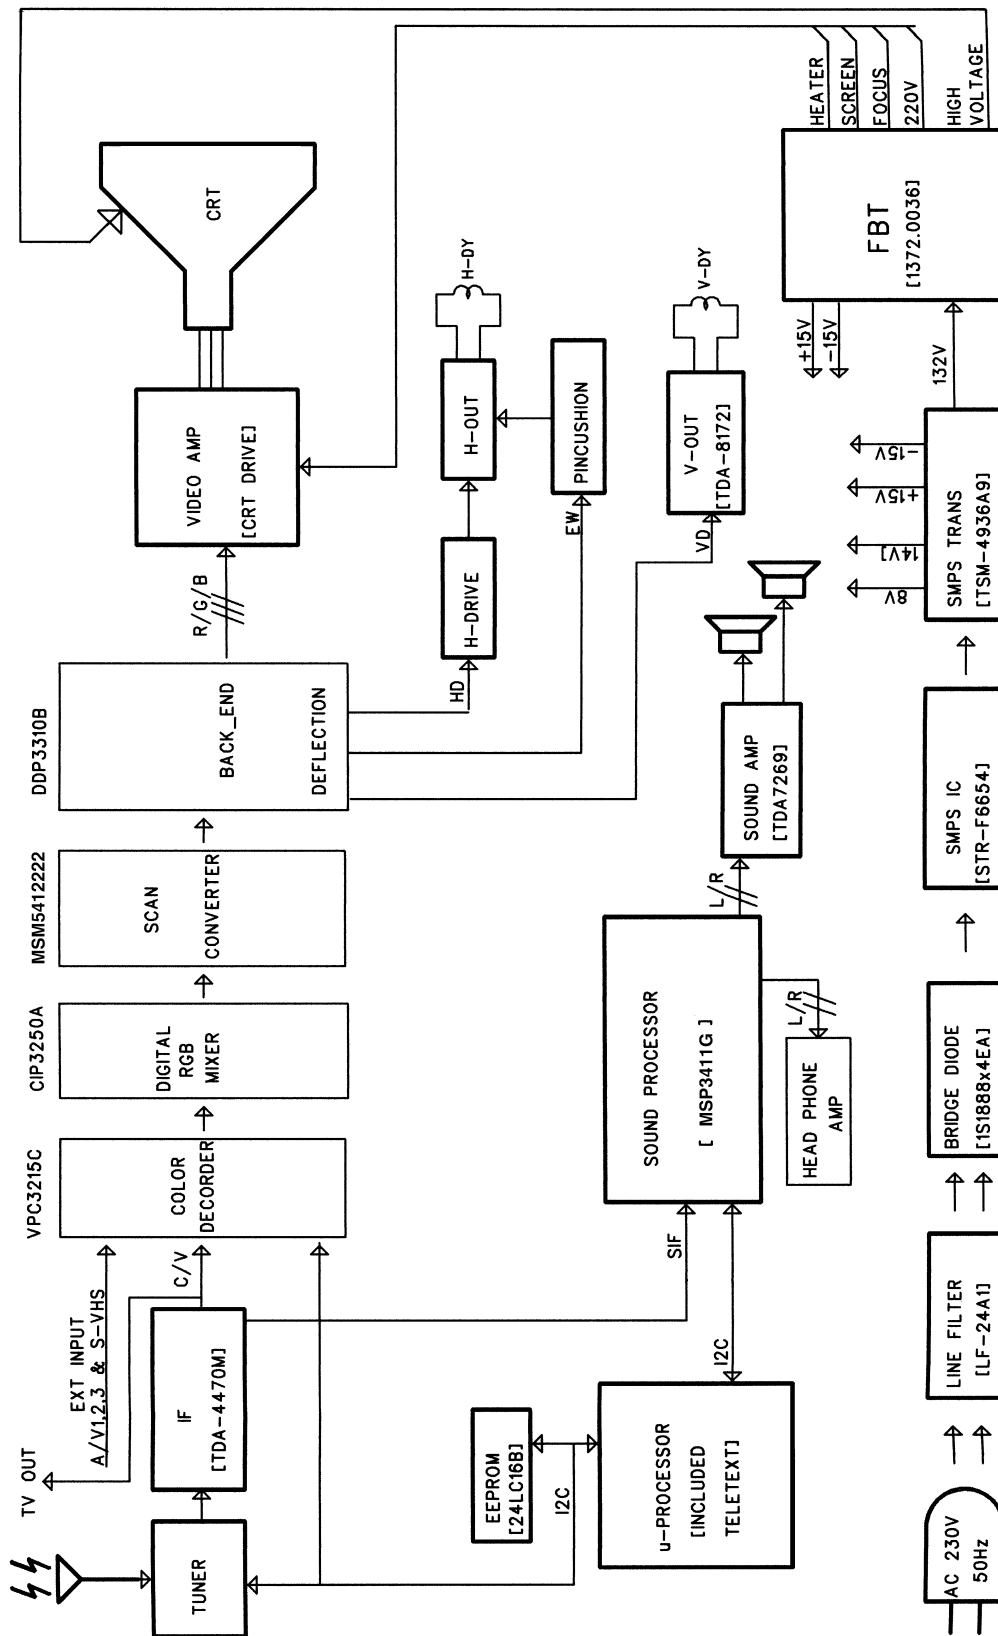 TV OUT
EXT INPUT
A/V1,2,3 & S-VHS
TUNER
IF
[TDA-4470M]
C/V
VPC3215C
COLOR
DECORDER
CIP3250A
DIGITAL
RGB
MIXER
MSM5412222
SCAN
CONVERTER
DDP3310B
BACK_END
DEFLECTION
R/G/B
VIDEO AMP
[CRT DRIVE]
CRT
HD
H-DRIVE
H-OUT
H-DY
EW
PINCUSHION
VD
V-OUT
[TDA-8172]
V-DY
EEPROM
[24LC16B]
I2C
u-PROCESSOR
[INCLUDED
TELETEXT]
I2C
SIF
SOUND PROCESSOR
[ MSP3411G ]
L/R
SOUND AMP
[TDA7269]
L/R
HEAD PHONE
AMP
AC 230V
50Hz
LINE FILTER
[LF-24A1]
BRIDGE DIODE
[1S1888x4EA]
SMPS IC
[STR-F6654]
SMPS TRANS
[TSM-4936A9]
8V
14V]
+15V
-15V
132V
+15V
-15V
FBT
[1372.0036]
HEATER
SCREEN
FOCUS
220V
HIGH
VOLTAGE